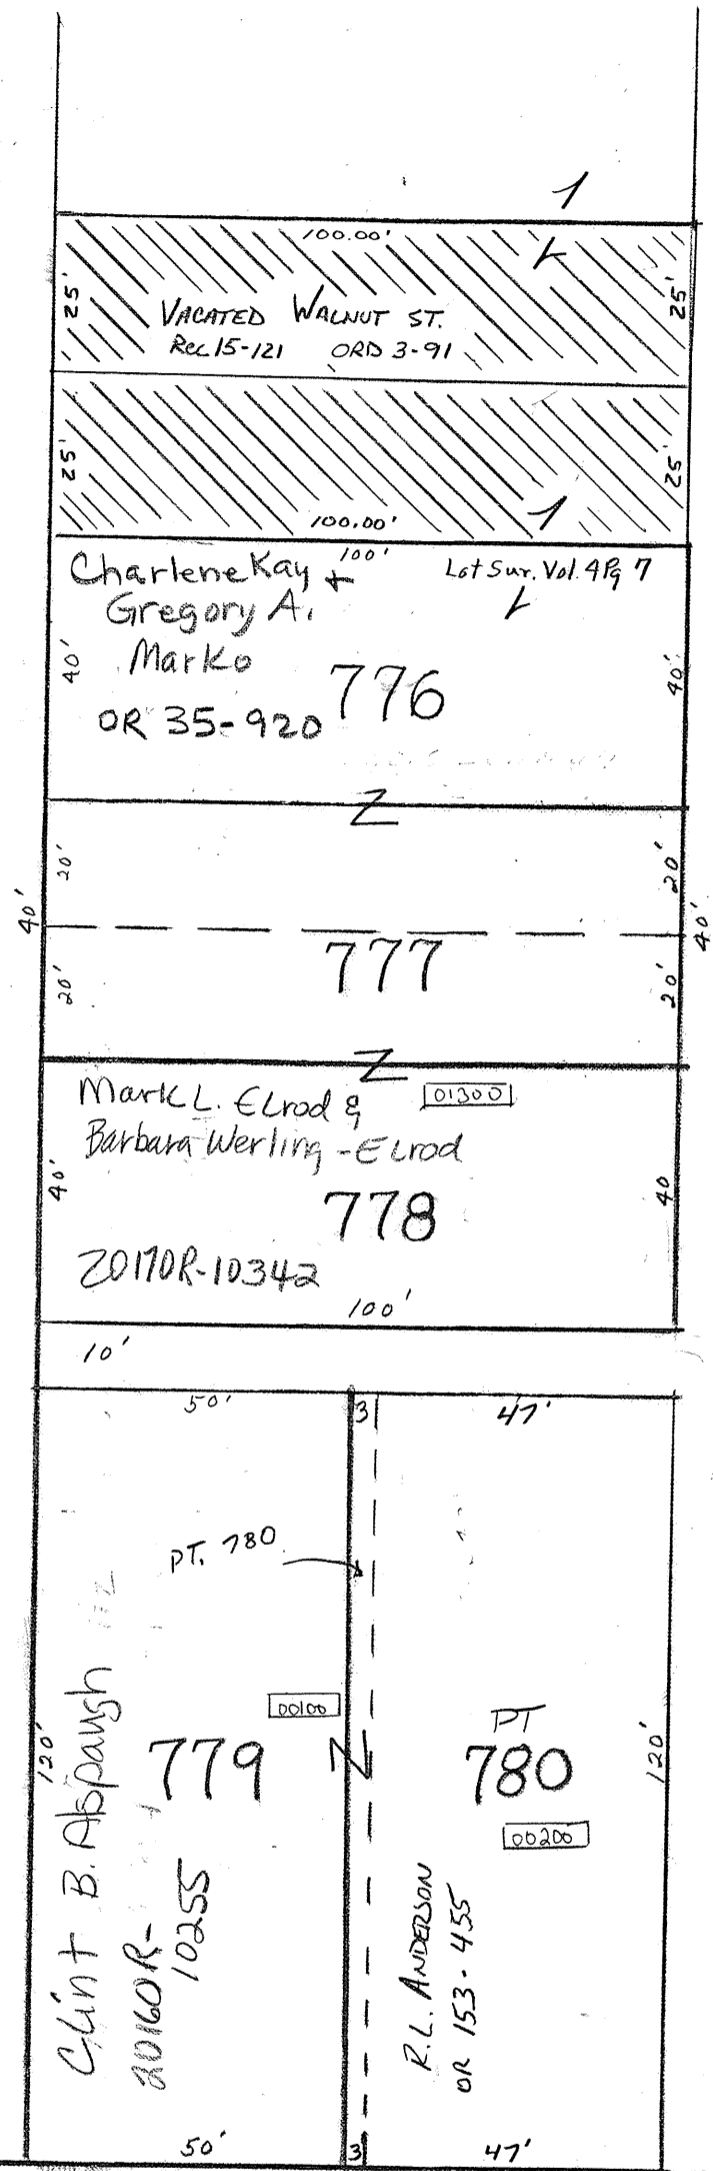 1
100.00'
L
25'
25'
VACATED WALNUT ST.
Rec 15-121 ORD 3-91
25'
25'
100.00'
1
100'
Charlene Kay +
Gregory A.
Marko
OR 35-920
Lot Sur. Vol. 4 Pg 7
L
40'
776
40'
Z
20'
20'
40'
40'
777
20'
20'
Z
Mark L. Elrod &
Barbara Werling-Elrod
01300
40'
778
40
2017OR-10342
100'
10'
50'
3
47'
PT. 780
00100
120'
779
Z
PT
780
120'
00200
Clint B. Abpaugh
2016OR-
10255
R.L. ANDERSON
OR 153-455
50'
3
47'